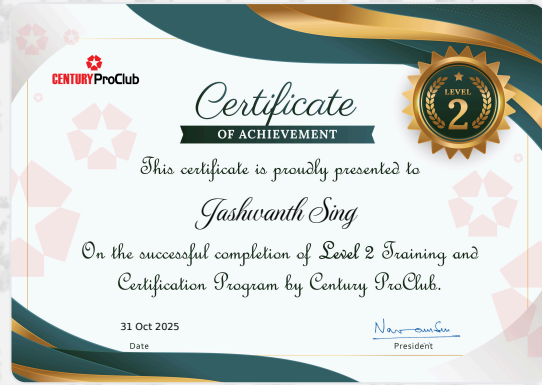 CENTURY ProClub
Certificate
OF ACHIEVEMENT
LEVEL
2
This certificate is proudly presented to
Jashwanth Sing
On the successful completion of Level 2 Training and
Certification Program by Century ProClub.
31 Oct 2025
Date
President